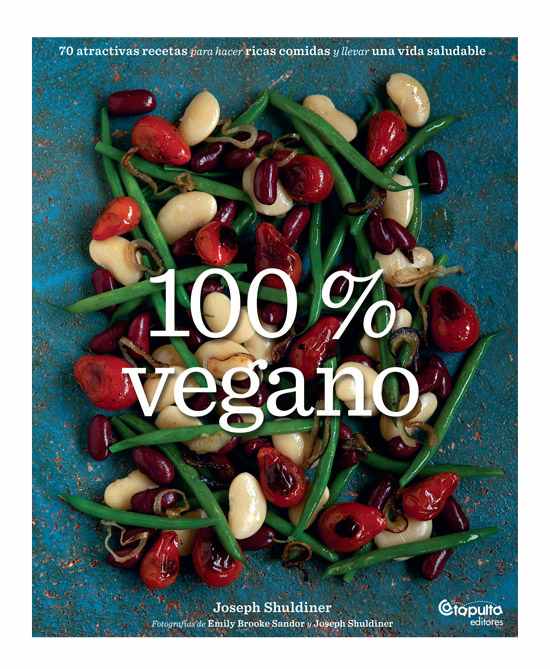 70 atractivas recetas para hacer ricas comidas y llevar una vida saludable
100 %
vegano
Joseph Shuldiner
Fotografías de Emily Brooke Sandor y Joseph Shuldiner
Catapulta
editores